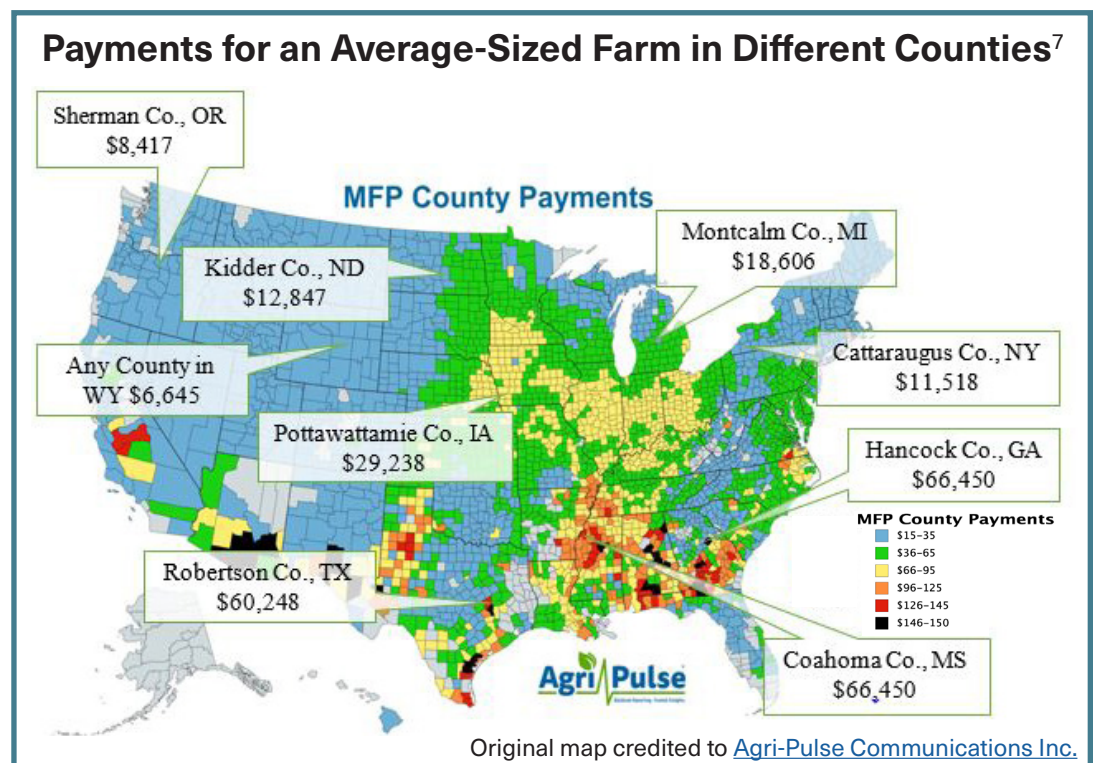 Payments for an Average-Sized Farm in Different Counties⁷
Sherman Co., OR
$8,417
MFP County Payments
Montcalm Co., MI
$18,606
Kidder Co., ND
$12,847
Any County in
WY $6,645
Cattaraugus Co., NY
$11,518
Pottawattamie Co., IA
$29,238
Hancock Co., GA
$66,450
MFP County Payments
$15-35
$36-65
$66-95
$96-125
$126-145
$146-150
Robertson Co., TX
$60,248
Coahoma Co., MS
$66,450
Agri Pulse
Original map credited to Agri-Pulse Communications Inc.